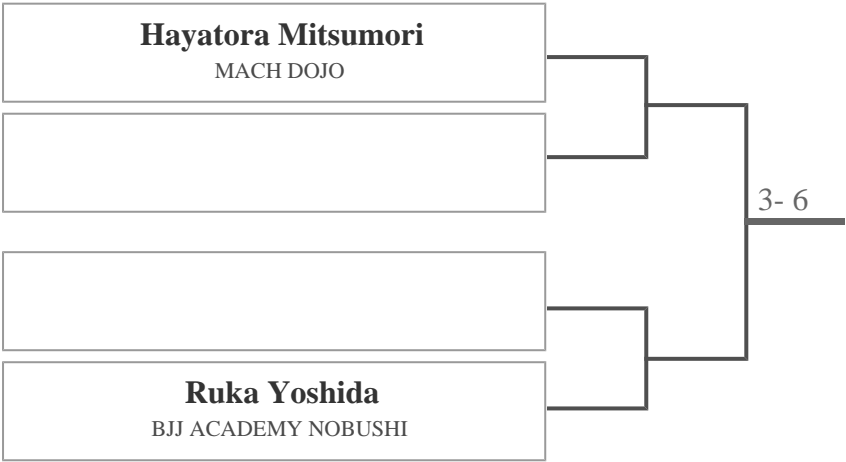 Hayatora Mitsumori
MACH DOJO
3- 6
Ruka Yoshida
BJJ ACADEMY NOBUSHI